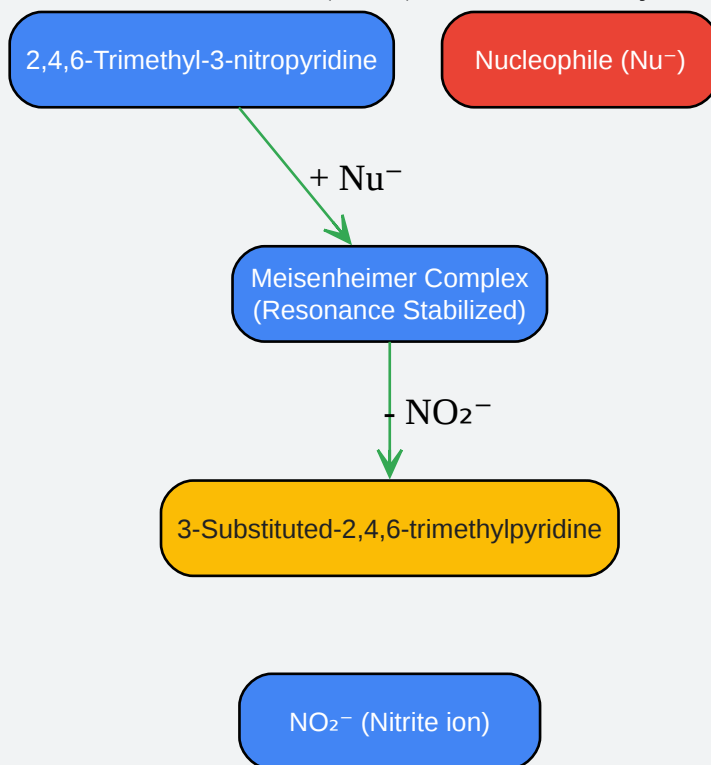 2,4,6-Trimethyl-3-nitropyridine
Nucleophile (Nu⁻)
+ Nu⁻
Meisenheimer Complex
(Resonance Stabilized)
- NO₂⁻
3-Substituted-2,4,6-trimethylpyridine
NO₂⁻ (Nitrite ion)